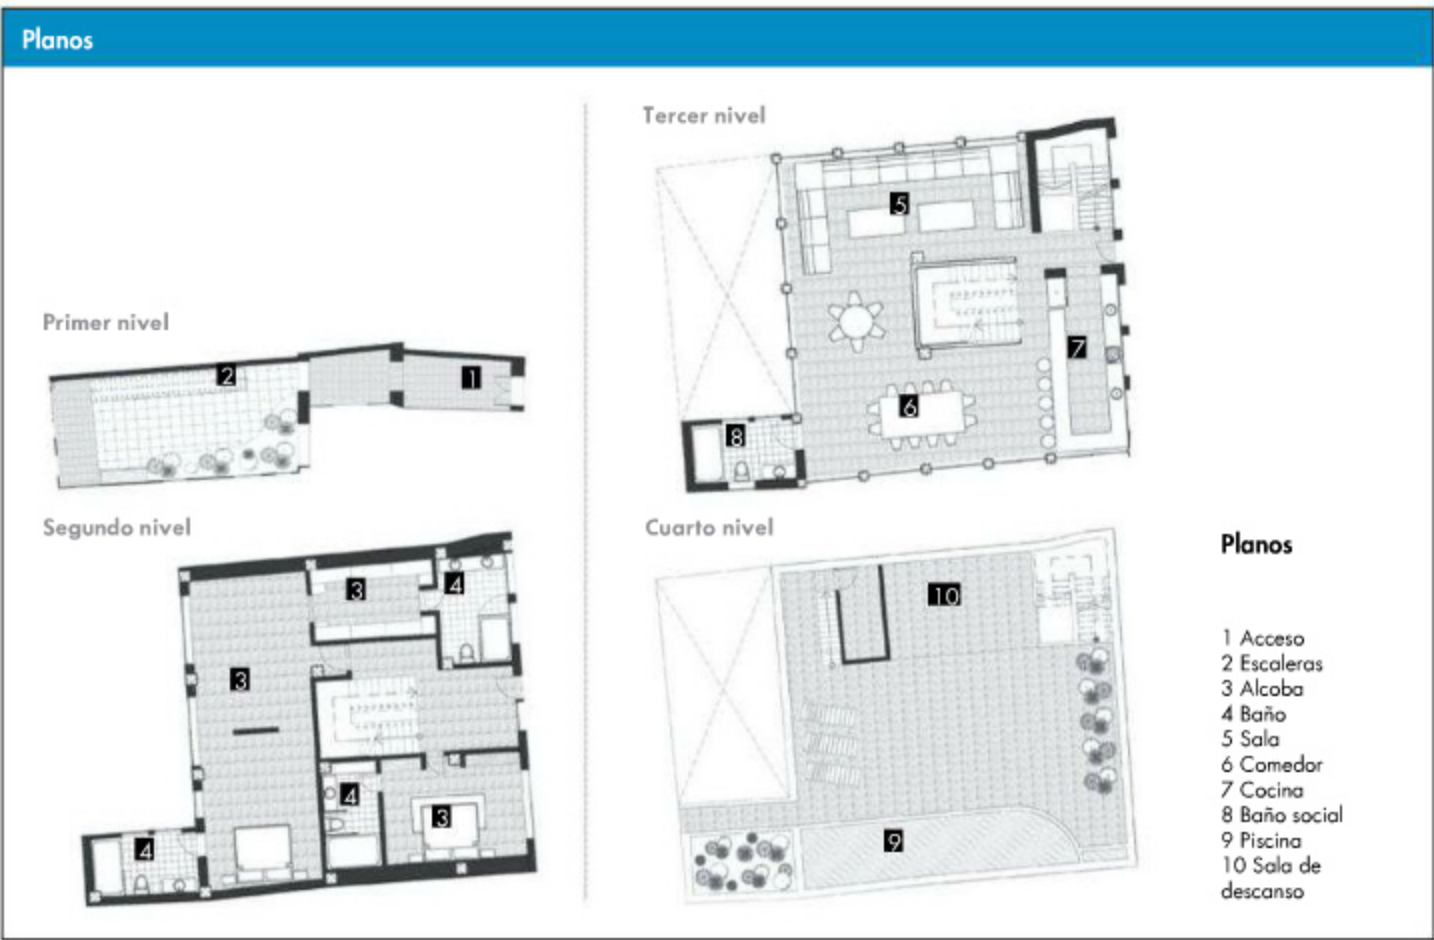 Planos
Primer nivel
2
1
Segundo nivel
3
4
3
4
3
4
Tercer nivel
5
7
6
8
Cuarto nivel
10
9
Planos
1 Acceso
2 Escaleras
3 Alcoba
4 Baño
5 Sala
6 Comedor
7 Cocina
8 Baño social
9 Piscina
10 Sala de
descanso